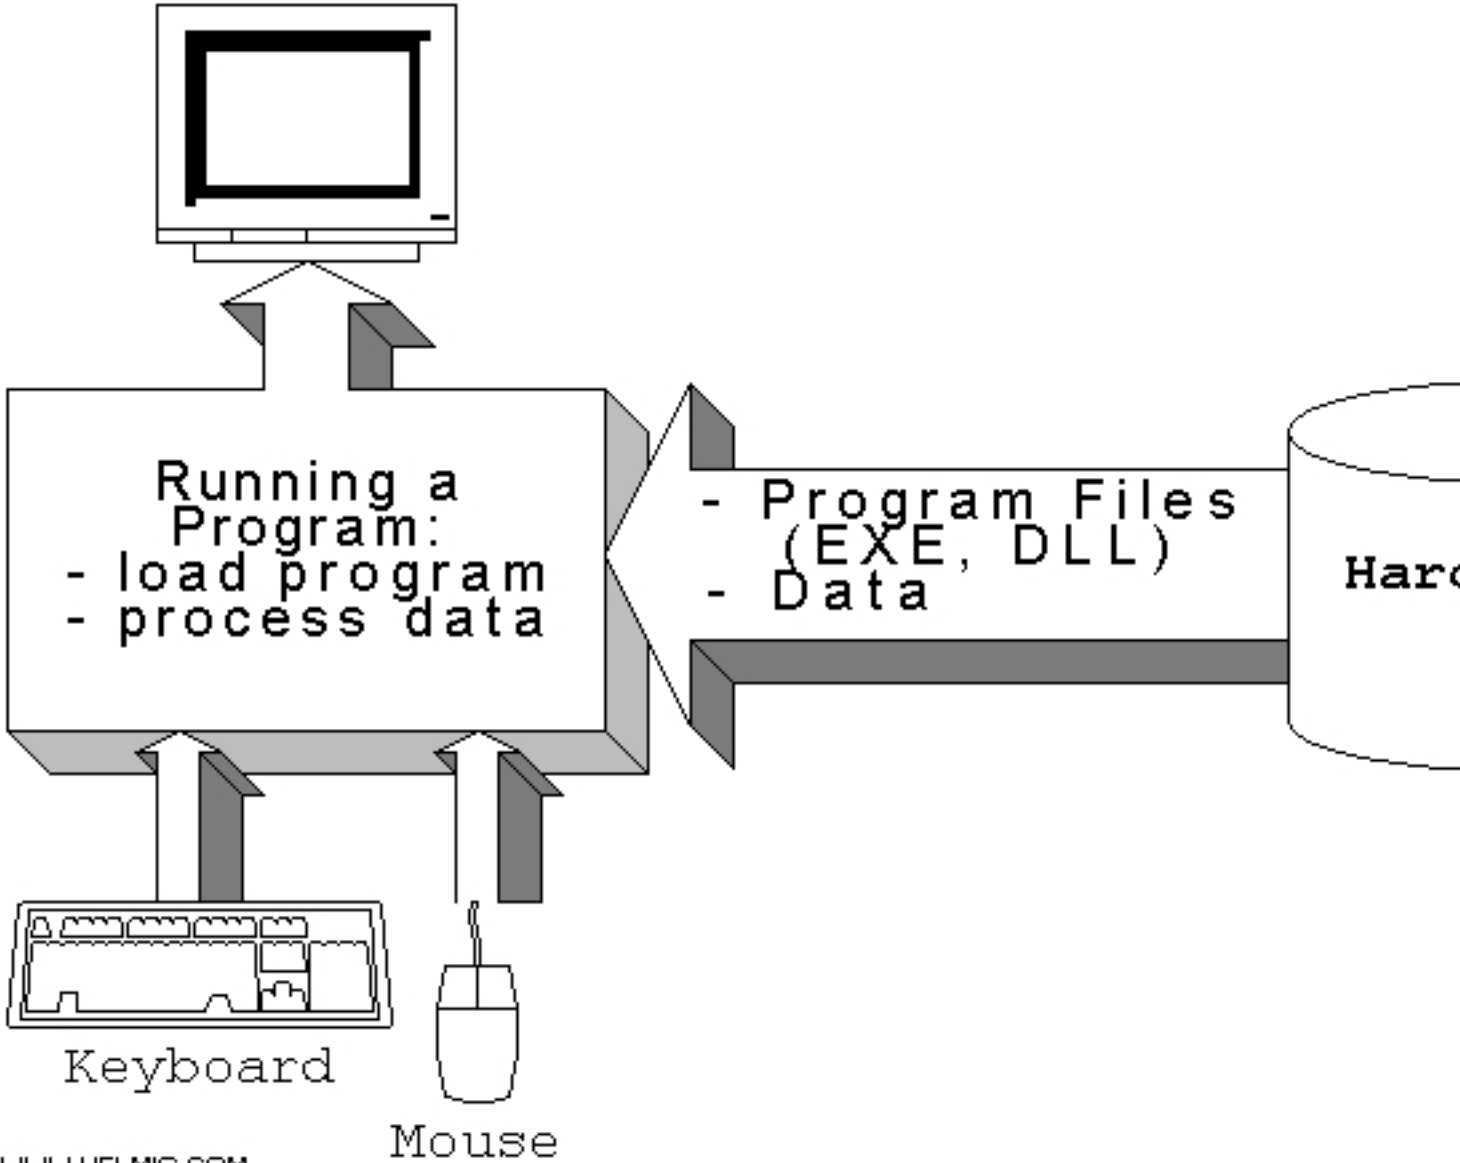 Running a
Program:
- load program
- process data
- Program Files
(EXE, DLL)
- Data
Keyboard
Mouse